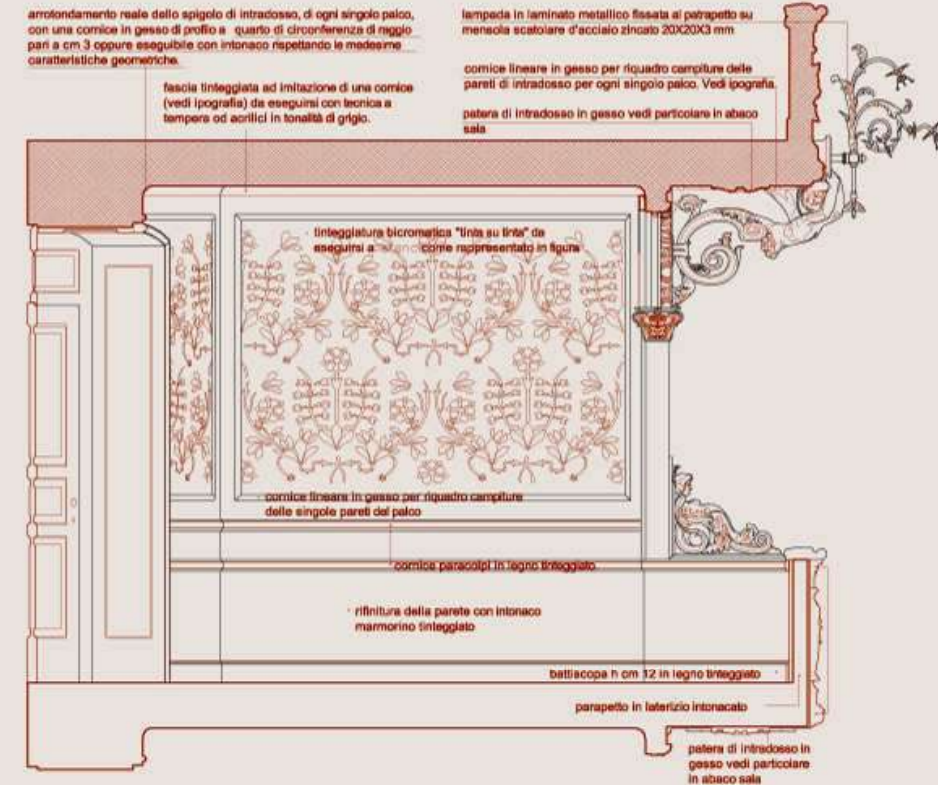 arrotondamento reale dello spigolo di intradosso, di ogni singolo palco,
con una cornice in gesso di profilo a quarto di circonferenza di raggio
pari a cm 3 oppure eseguibile con intonaco rispettando le medesime
caratteristiche geometriche.
fascia tinteggiata ad imitazione di una cornice
(vedi ipografia) da eseguirsi con tecnica a
tempera od acrilici in tonalità di grigio.
lampada in laminato metallico fissata al patrapetto su
mensola scatolare d'acciaio zincato 20X20X3 mm
cornice lineare in gesso per riquadro campiture delle
pareti di intradosso per ogni singolo palco. Vedi ipografia.
patera di intradosso in gesso vedi particolare in abaco
sala
tinteggiatura bicromatica "tinta su tinta" da
eseguirsi a come rappresentato in figura
cornice lineare in gesso per riquadro campiture
delle singole pareti del palco
cornice paracolpi in legno tinteggiato
rifinitura della parete con intonaco
marmorino tinteggiato
battiscopa h cm 12 in legno tinteggiato
parapetto in laterizio intonacato
patera di intradosso in
gesso vedi particolare
in abaco sala